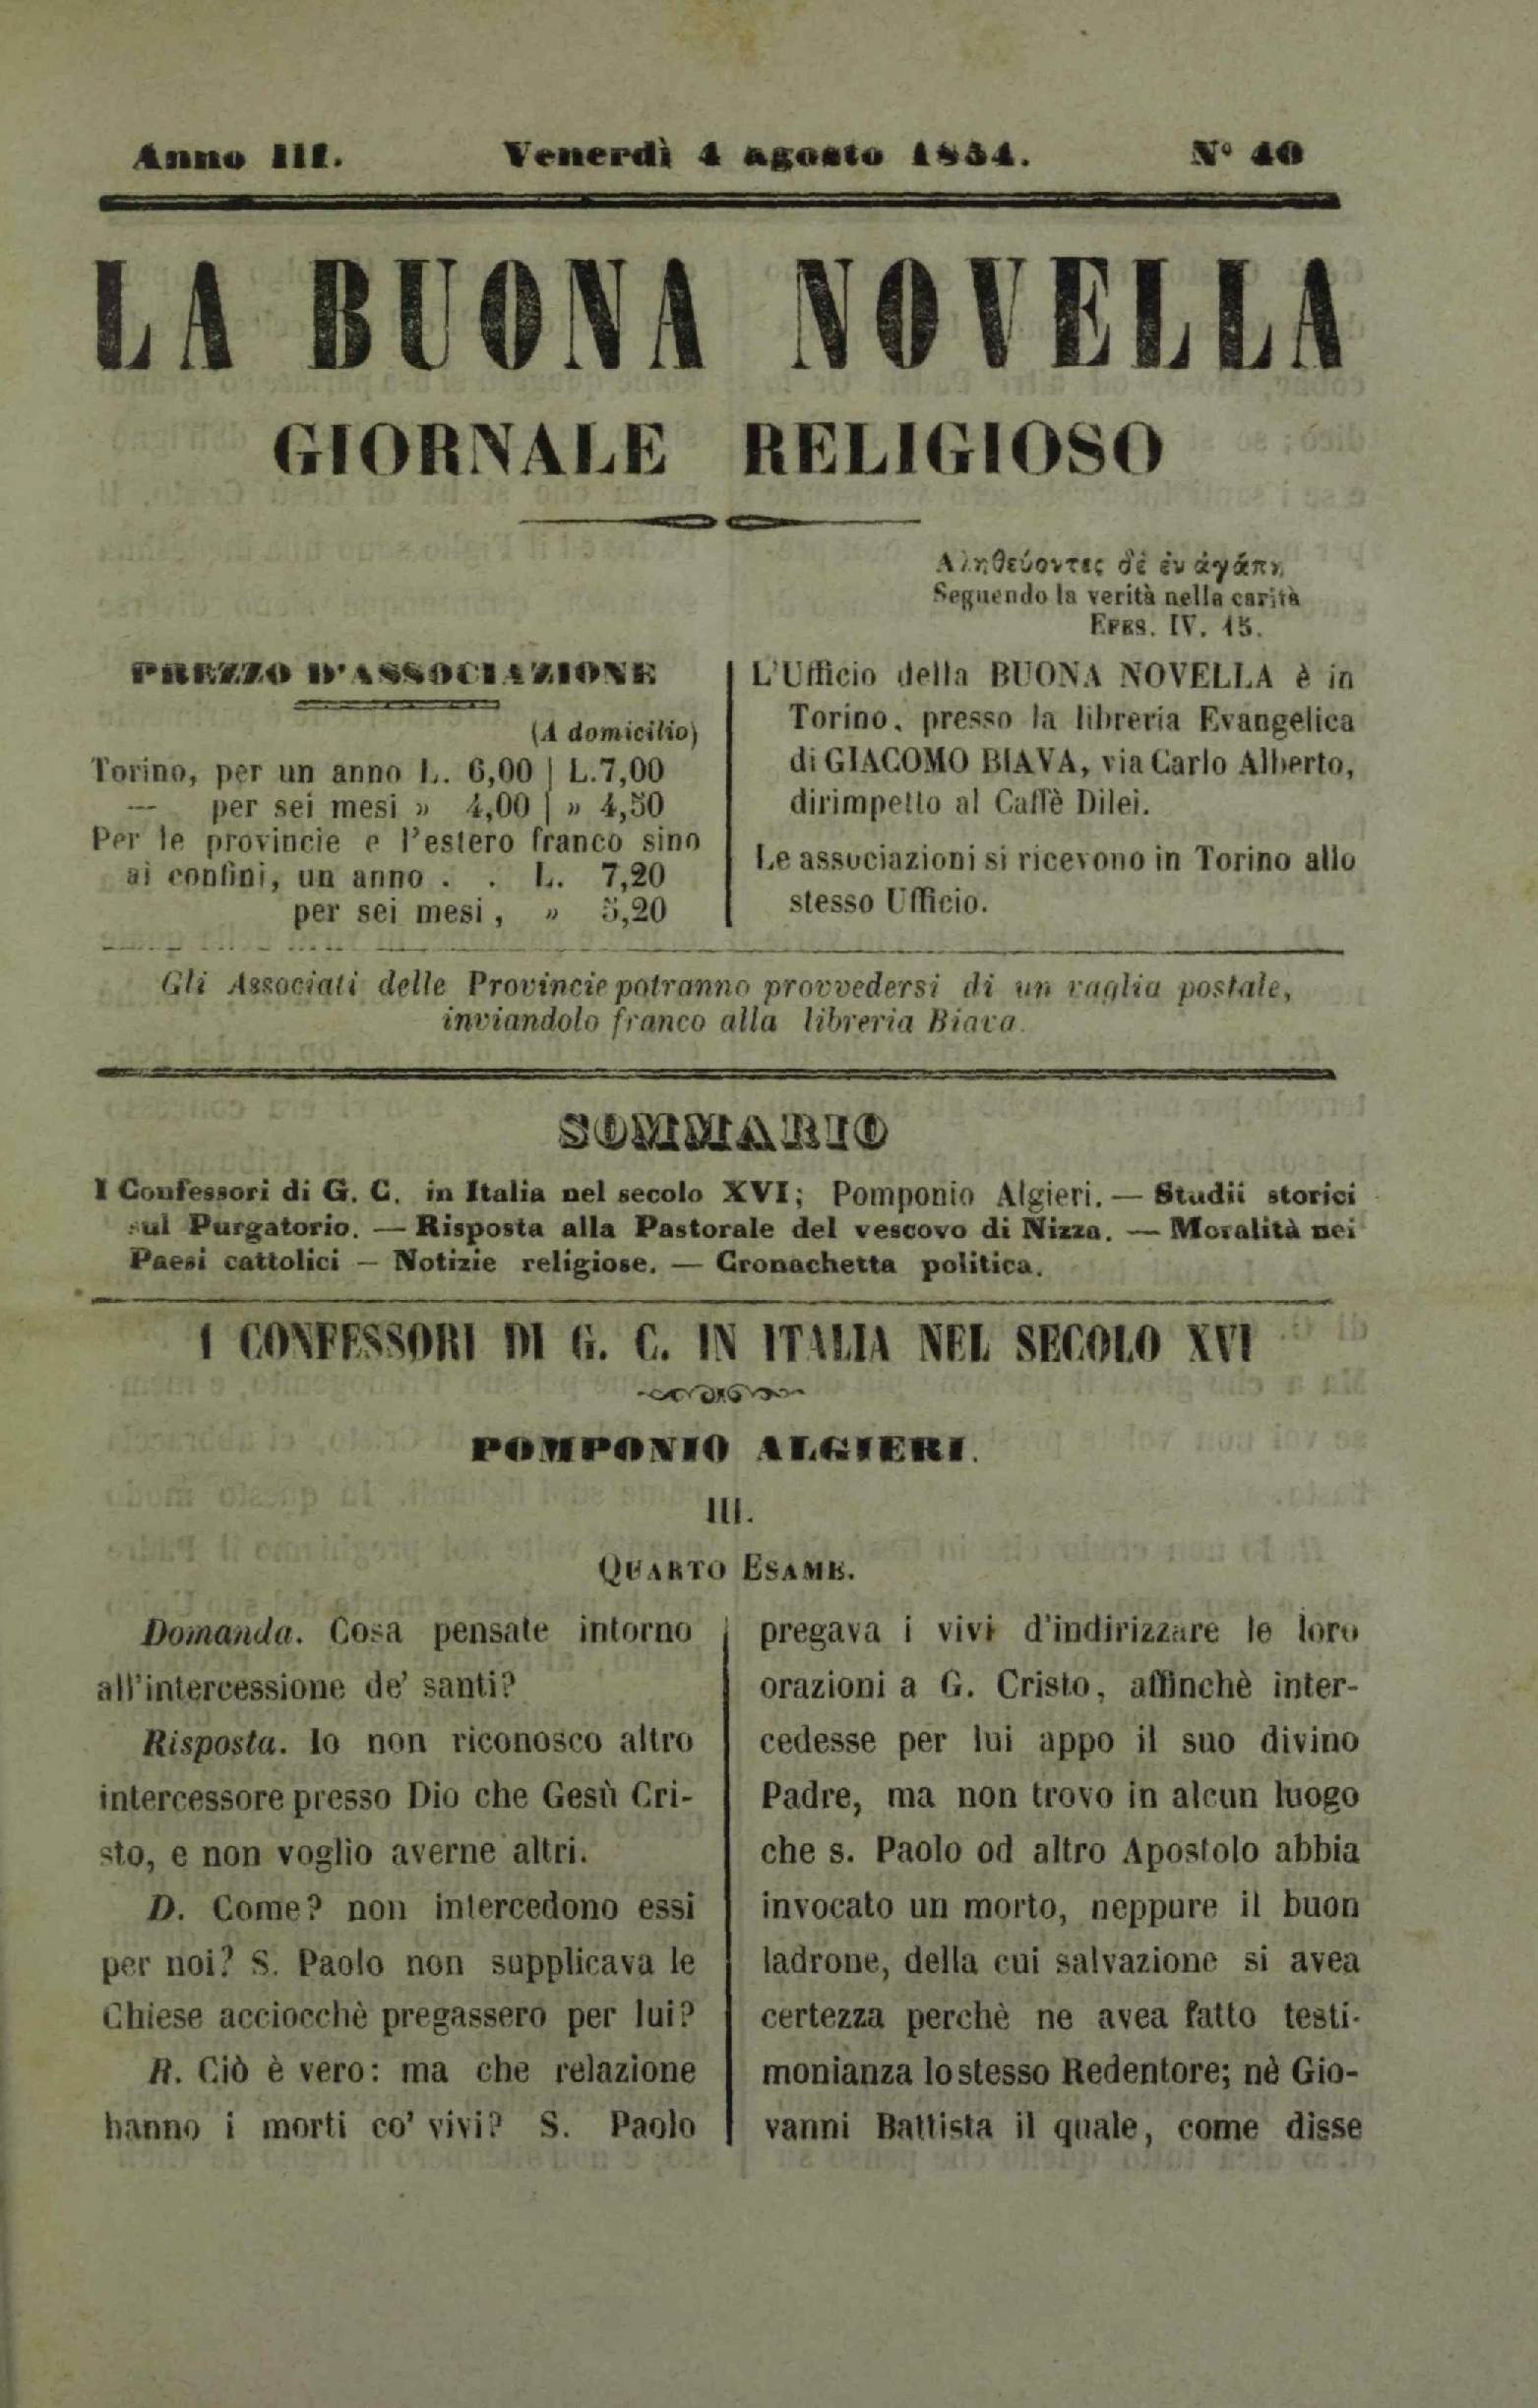 Anno III. Venerdì 4 agosto 1854. N° 40
LA BUONA NOVELLA
GIORNALE RELIGIOSO
Αληθεύοντες δὲ ἐν ἀγάπῃ
Seguendo la verità nella carità
EFES. IV. 15.
PREZZO D'ASSOCIAZIONE
(A domicilio)
Torino, per un anno L. 6,00 | L.7,00
— per sei mesi » 4,00 | » 4,50
Per le provincie e l'estero franco sino
ai confini, un anno . . L. 7,20
per sei mesi, » 5,20
L'Ufficio della BUONA NOVELLA è in
Torino, presso la libreria Evangelica
di GIACOMO BIAVA, via Carlo Alberto,
dirimpetto al Caffè Dilei.
Le associazioni si ricevono in Torino allo
stesso Ufficio.
Gli Associati delle Provincie potranno provvedersi di un vaglia postale,
inviandolo franco alla libreria Biava.
SOMMARIO
I Confessori di G. C. in Italia nel secolo XVI; Pomponio Algieri. — Studii storici
sul Purgatorio. — Risposta alla Pastorale del vescovo di Nizza. — Moralità nei
Paesi cattolici — Notizie religiose. — Cronachetta politica.
I CONFESSORI DI G. C. IN ITALIA NEL SECOLO XVI
POMPONIO ALGIERI.
III.
QUARTO ESAME.
Domanda. Cosa pensate intorno
all'intercessione de' santi?
Risposta. Io non riconosco altro
intercessore presso Dio che Gesù Cri-
sto, e non voglio averne altri.
D. Come? non intercedono essi
per noi? S. Paolo non supplicava le
Chiese acciocchè pregassero per lui?
R. Ciò è vero: ma che relazione
hanno i morti co' vivi? S. Paolo
pregava i vivi d'indirizzare le loro
orazioni a G. Cristo, affinchè inter-
cedesse per lui appo il suo divino
Padre, ma non trovo in alcun luogo
che s. Paolo od altro Apostolo abbia
invocato un morto, neppure il buon
ladrone, della cui salvazione si avea
certezza perchè ne avea fatto testi-
monianza lo stesso Redentore; nè Gio-
vanni Battista il quale, come disse